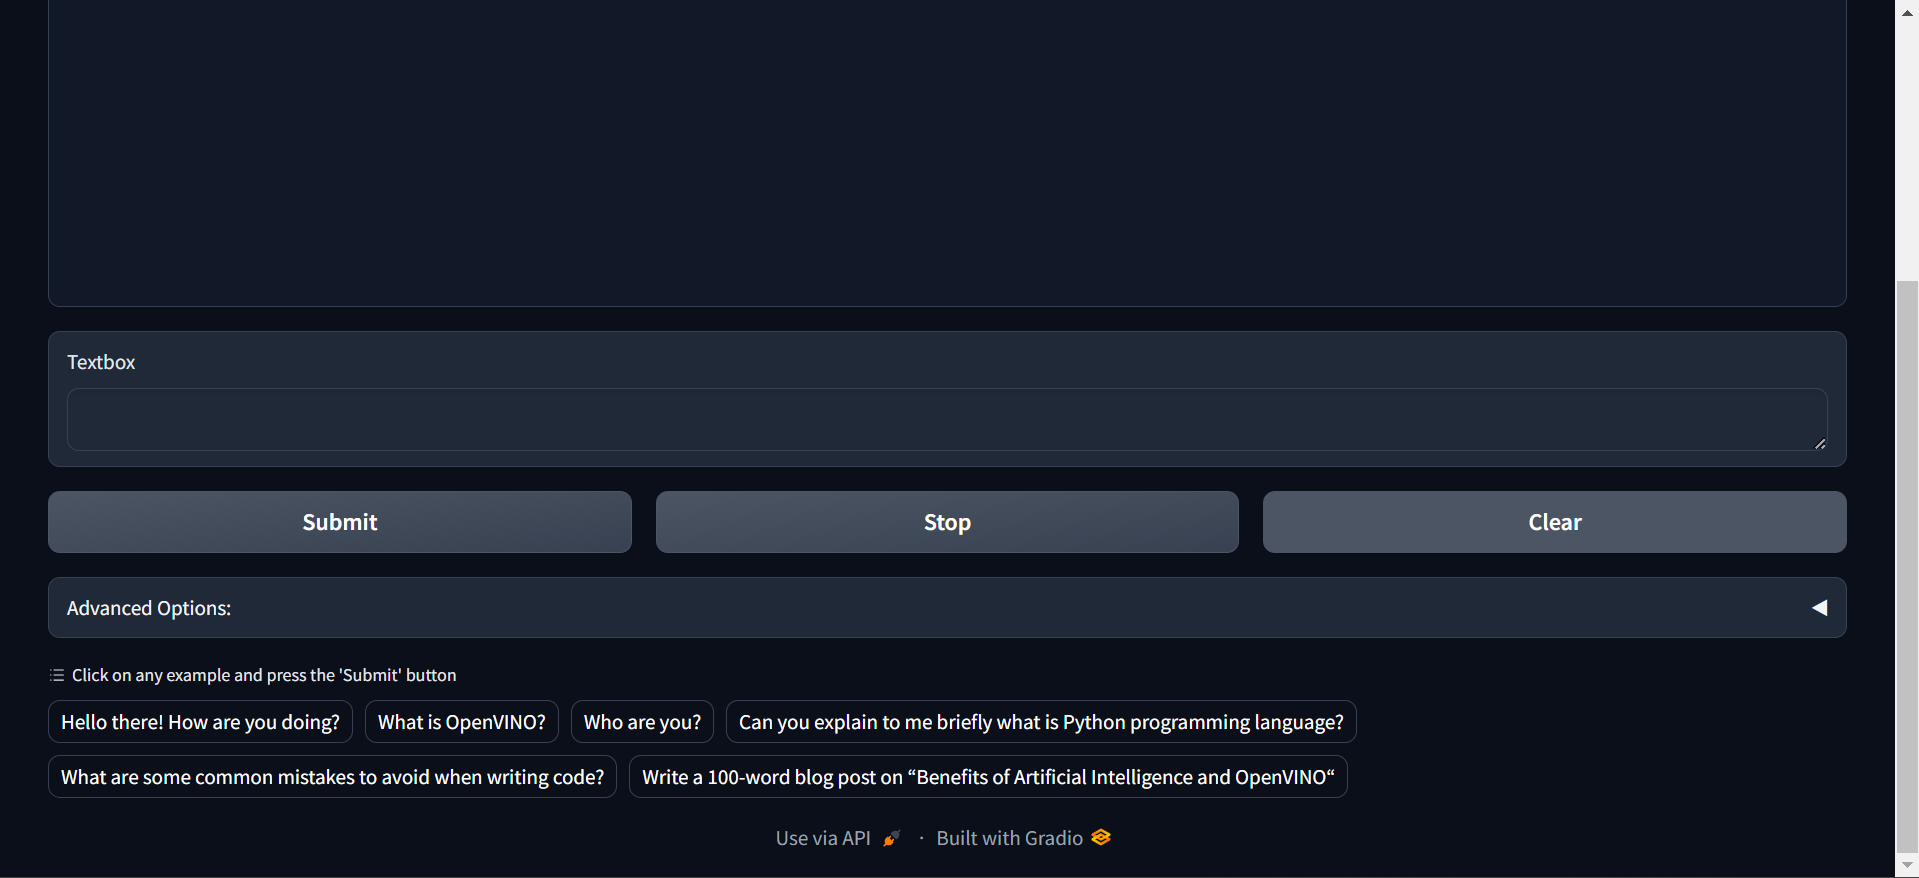 Textbox
Submit Stop Clear
Advanced Options:
Click on any example and press the 'Submit' button
Hello there! How are you doing? What is OpenVINO? Who are you? Can you explain to me briefly what is Python programming language?
What are some common mistakes to avoid when writing code? Write a 100-word blog post on “Benefits of Artificial Intelligence and OpenVINO“
Use via API · Built with Gradio